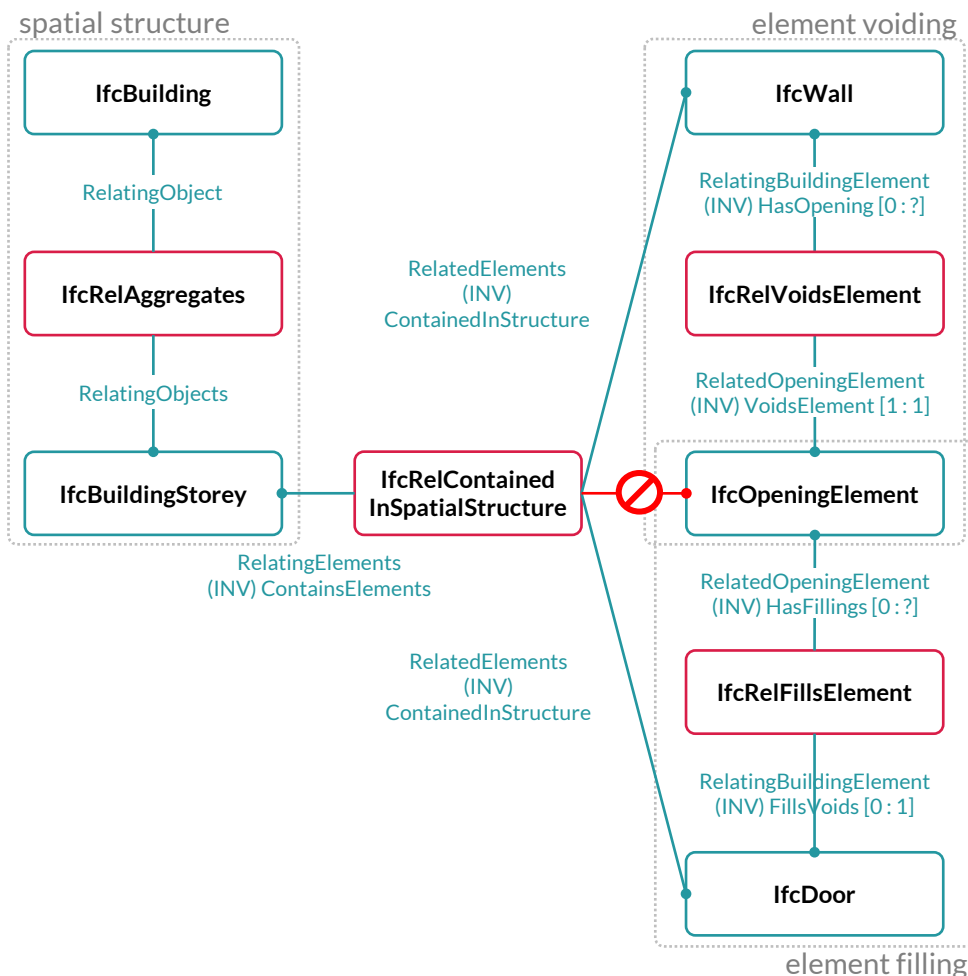 spatial structure
element voiding
IfcBuilding
IfcWall
RelatingObject
RelatingBuildingElement
(INV) HasOpening [0 : ?]
IfcRelAggregates
RelatedElements
(INV)
ContainedInStructure
IfcRelVoidsElement
RelatingObjects
RelatedOpeningElement
(INV) VoidsElement [1 : 1]
IfcBuildingStorey
IfcRelContained
InSpatialStructure
IfcOpeningElement
RelatingElements
(INV) ContainsElements
RelatedOpeningElement
(INV) HasFillings [0 : ?]
RelatedElements
(INV)
ContainedInStructure
IfcRelFillsElement
RelatingBuildingElement
(INV) FillsVoids [0 : 1]
IfcDoor
element filling